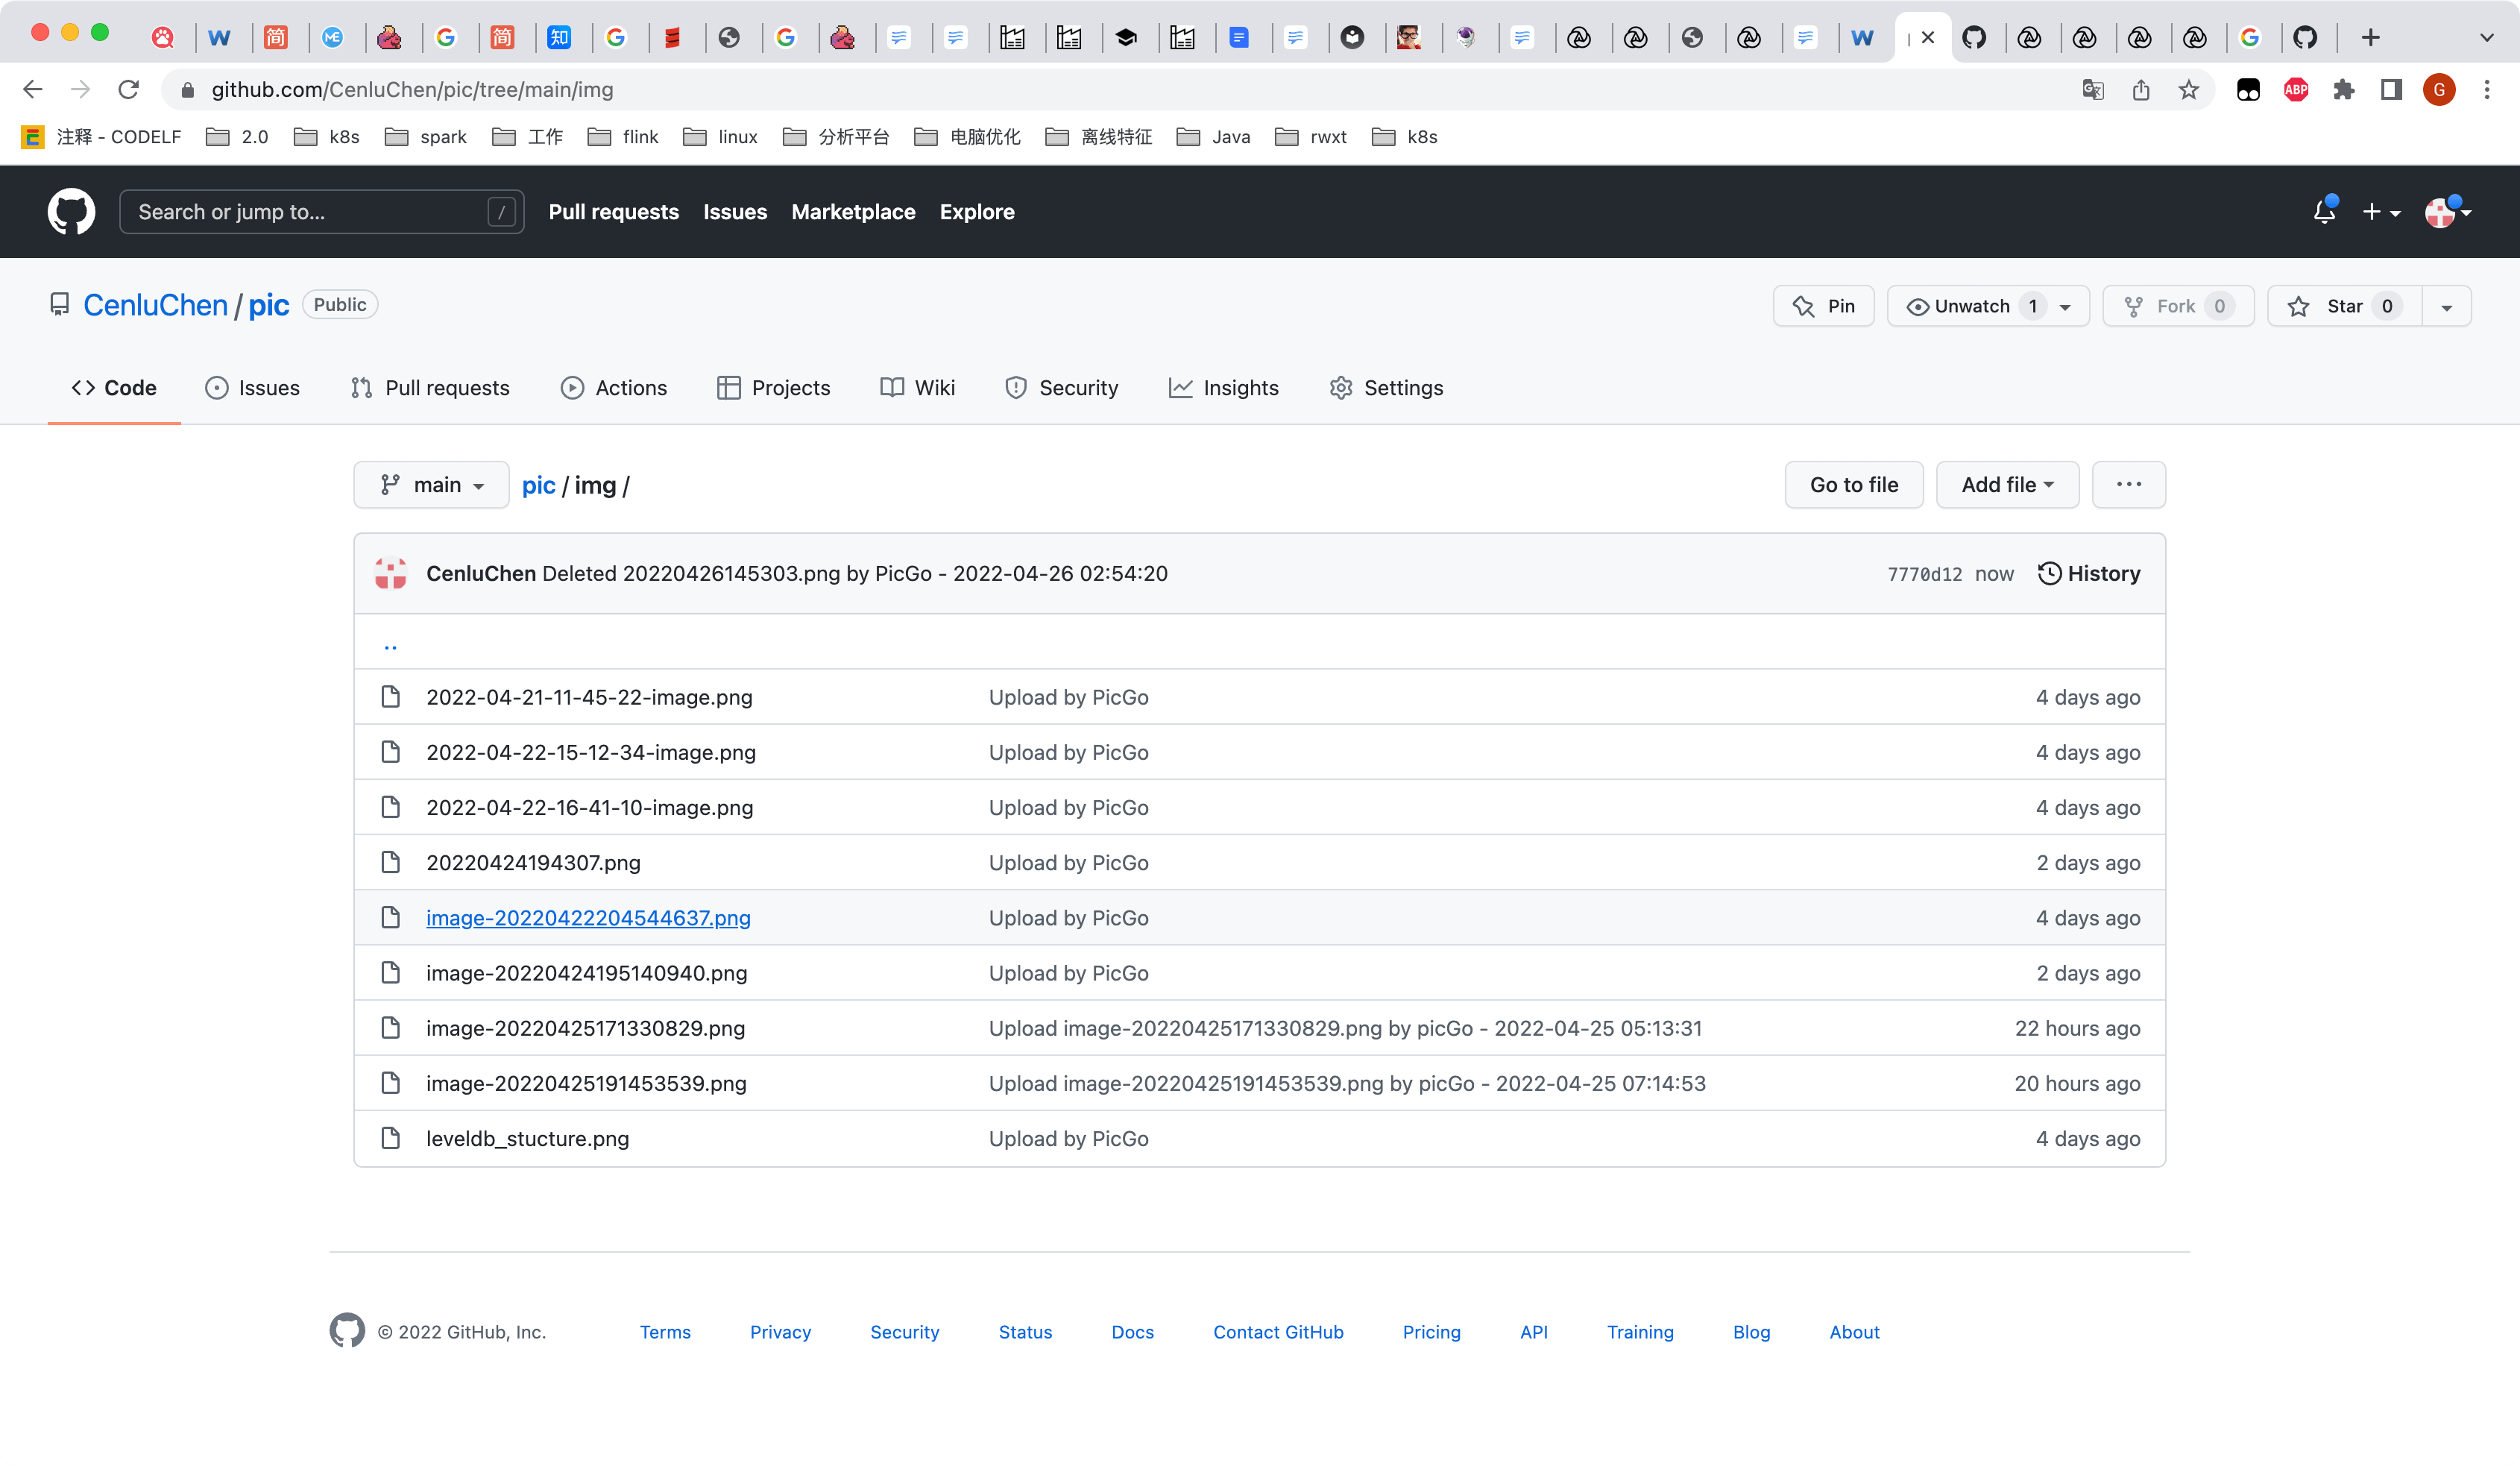 W 简 ME G 简 知 G G W G
github.com/CenluChen/pic/tree/main/img ABP G
E 注释 - CODELF 2.0 k8s spark 工作 flink linux 分析平台 电脑优化 离线特征 Java rwxt k8s
Search or jump to... / Pull requests Issues Marketplace Explore
CenluChen / pic Public Pin Unwatch 1 Fork 0 Star 0
Code Issues Pull requests Actions Projects Wiki Security Insights Settings
main pic / img / Go to file Add file ...
CenluChen Deleted 20220426145303.png by PicGo - 2022-04-26 02:54:20 7770d12 now History
..
2022-04-21-11-45-22-image.png Upload by PicGo 4 days ago
2022-04-22-15-12-34-image.png Upload by PicGo 4 days ago
2022-04-22-16-41-10-image.png Upload by PicGo 4 days ago
20220424194307.png Upload by PicGo 2 days ago
image-20220422204544637.png Upload by PicGo 4 days ago
image-20220424195140940.png Upload by PicGo 2 days ago
image-20220425171330829.png Upload image-20220425171330829.png by picGo - 2022-04-25 05:13:31 22 hours ago
image-20220425191453539.png Upload image-20220425191453539.png by picGo - 2022-04-25 07:14:53 20 hours ago
leveldb_stucture.png Upload by PicGo 4 days ago
© 2022 GitHub, Inc. Terms Privacy Security Status Docs Contact GitHub Pricing API Training Blog About